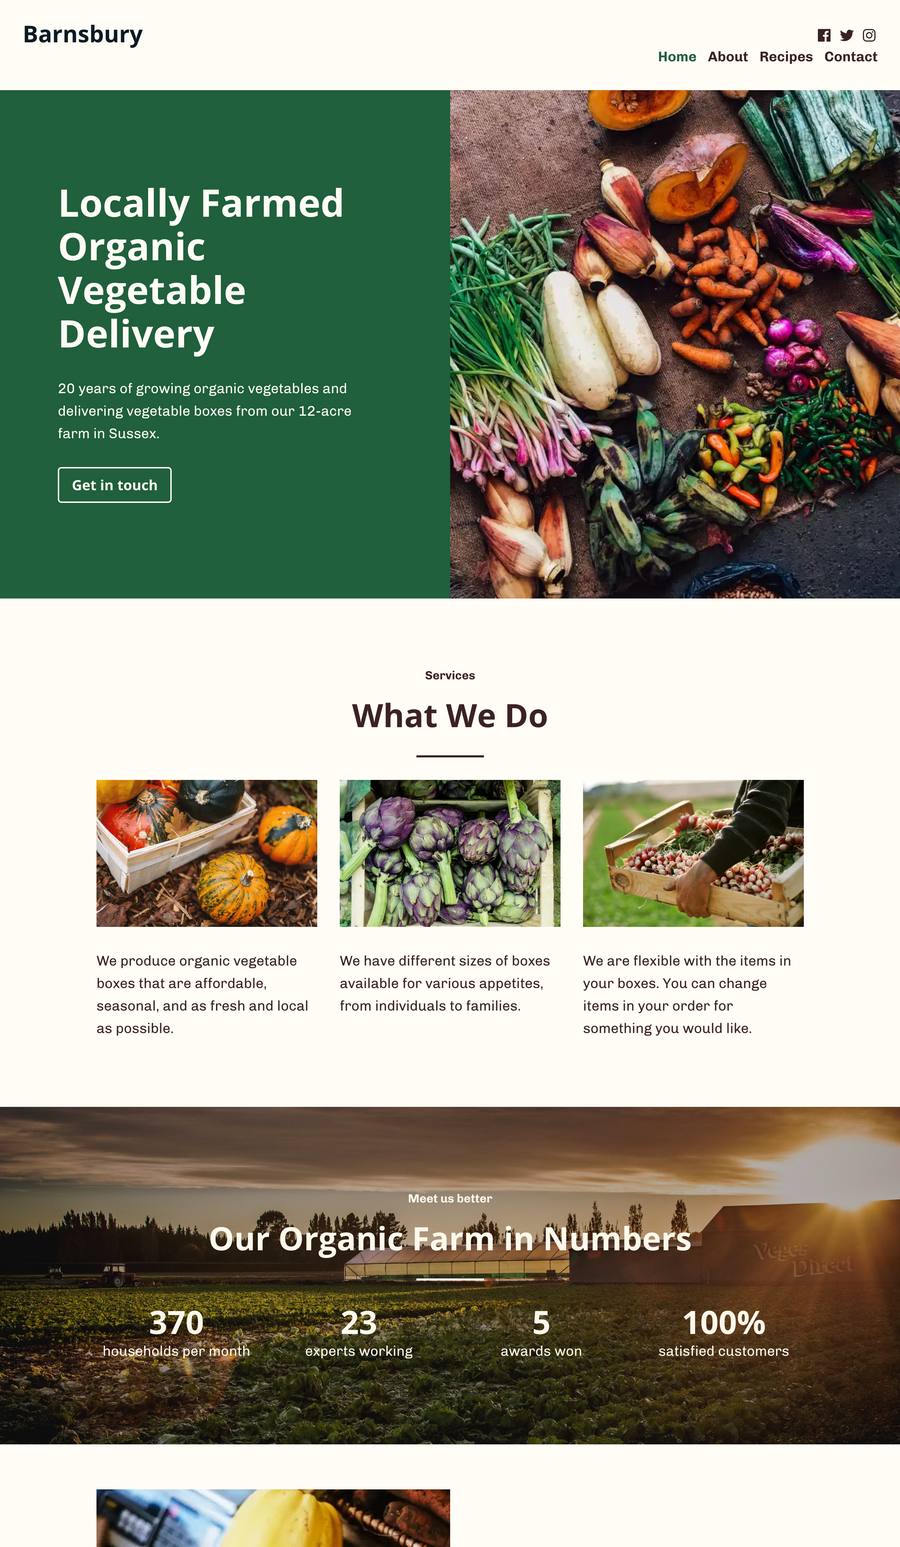 Barnsbury
Home About Recipes Contact
Locally Farmed
Organic
Vegetable
Delivery
20 years of growing organic vegetables and
delivering vegetable boxes from our 12-acre
farm in Sussex.
Get in touch
Services
What We Do
We produce organic vegetable
boxes that are affordable,
seasonal, and as fresh and local
as possible.
We have different sizes of boxes
available for various appetites,
from individuals to families.
We are flexible with the items in
your boxes. You can change
items in your order for
something you would like.
Meet us better
Our Organic Farm in Numbers
Veges
Direct
370
households per month
23
experts working
5
awards won
100%
satisfied customers